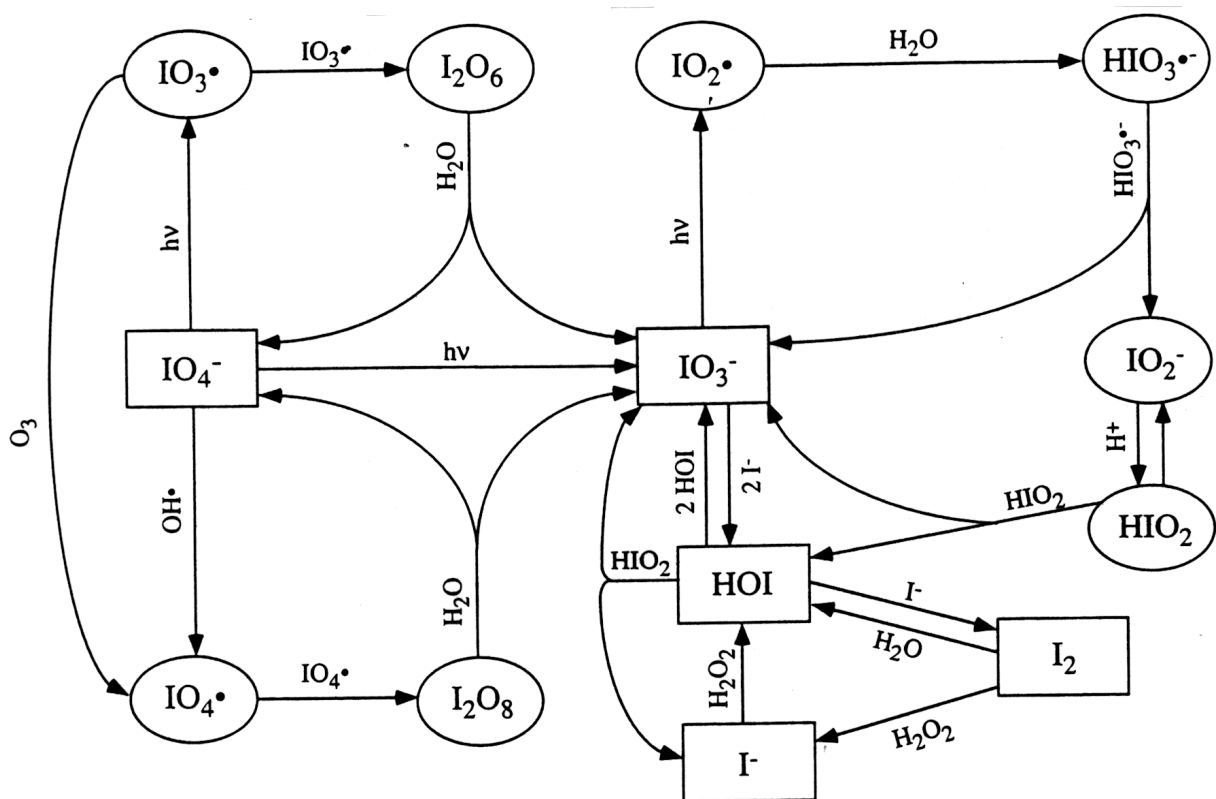 IO₃•
IO₃•
I₂O₆
IO₂•
H₂O
HIO₃•⁻
H₂O
HIO₃•⁻
hν
hν
IO₄⁻
hν
IO₃⁻
IO₂⁻
O₃
H⁺
OH•
2 HOI
2 I⁻
HIO₂
HIO₂
HIO₂
HOI
I⁻
H₂O
H₂O
I₂
IO₄•
IO₄•
I₂O₈
H₂O₂
H₂O₂
I⁻